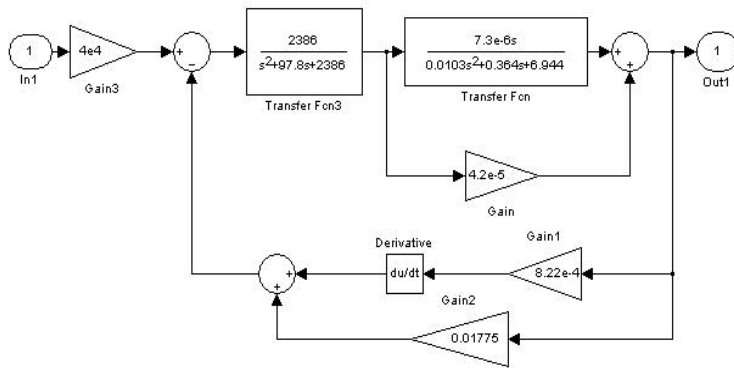 1
In1
4e4
Gain3
+
−
2386
s2+97.8s+2386
Transfer Fcn3
7.3e-6s
0.0103s2+0.364s+6.944
Transfer Fcn
+
+
1
Out1
4.2e-5
Gain
Derivative
du/dt
Gain1
8.22e-4
+
+
Gain2
0.01775